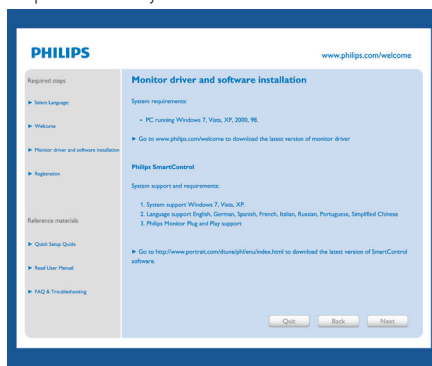 PHILIPS
www.philips.com/welcome
Required steps
► Select Language
► Welcome
► Monitor driver and software installation
► Registration
Reference materials
► Quick Setup Quide
► Read User Manual
► FAQ & Troubleshooting
Monitor driver and software installation
System requirements:
• PC running Windows 7, Vista, XP, 2000, 98.
► Go to www.philips.com/welcome to download the latest version of monitor driver
Philips SmartControl
System support and requirements:
1. System support Windows 7, Vista, XP.
2. Language support English, German, Spanish, French, Italian, Russian, Portuguese, Simplified Chinese
3. Philips Monitor Plug and Play support
► Go to http://www.portrait.com/dtune/phl/enu/index.html to download the latest version of SmartControl
software.
Quit
Back
Next